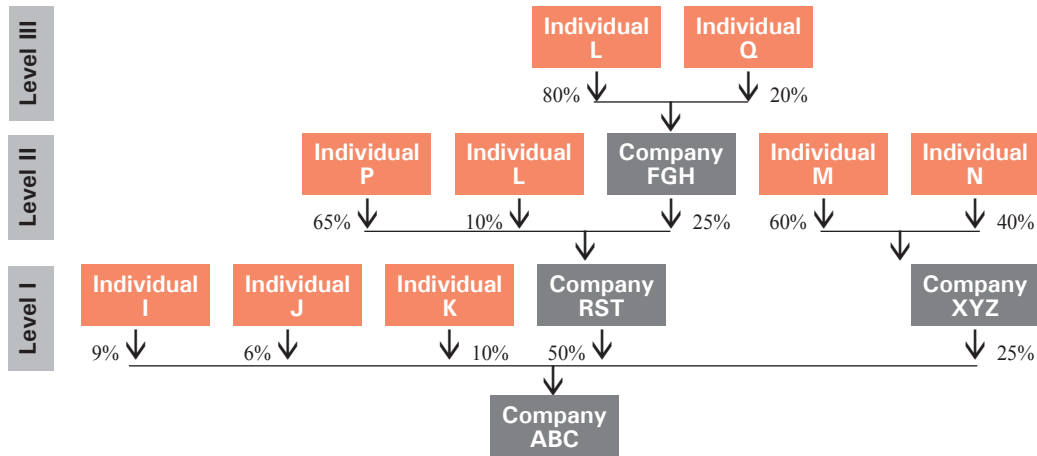 Level III
Individual
L
Individual
Q
80%
20%
Level II
Individual
P
Individual
L
Company
FGH
Individual
M
Individual
N
65%
10%
25%
60%
40%
Level I
Individual
I
Individual
J
Individual
K
Company
RST
Company
XYZ
9%
6%
10%
50%
25%
Company
ABC